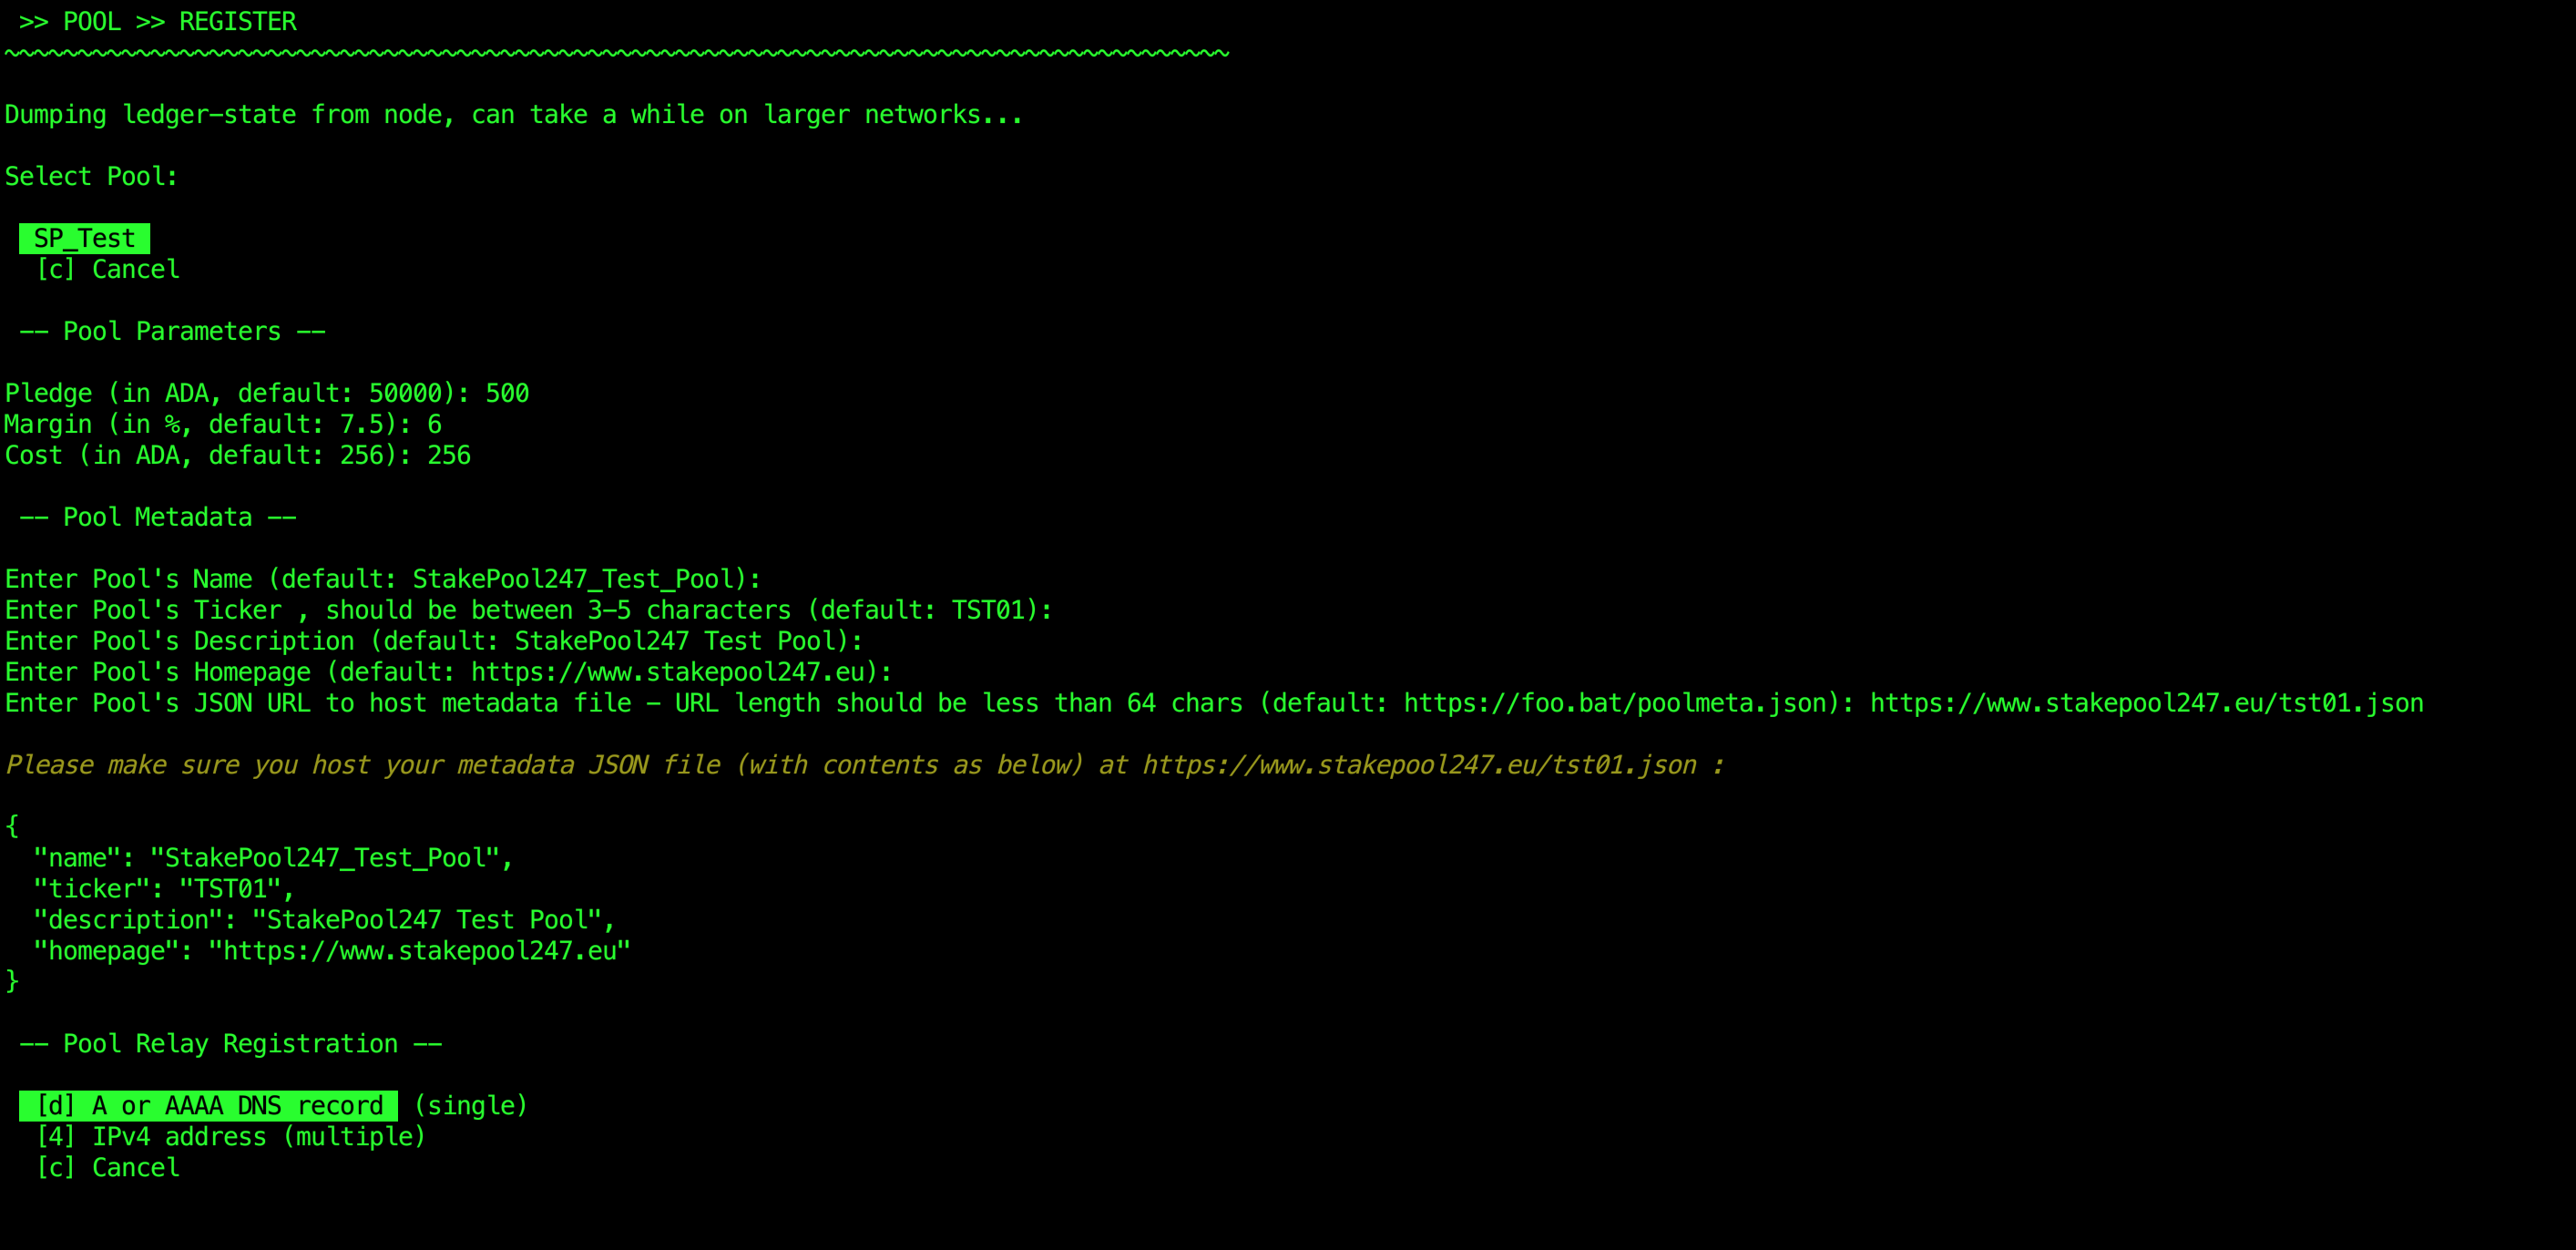 >> POOL >> REGISTER
~~~~~~~~~~~~~~~~~~~~~~~~~~~~~~~~~~~~~~~~~~~~~~~~~~~~~~~~~~~~~~~~~~~~~~~~~~~~~~~~~~~~
Dumping ledger-state from node, can take a while on larger networks...
Select Pool:
SP_Test
[c] Cancel
-- Pool Parameters --
Pledge (in ADA, default: 50000): 500
Margin (in %, default: 7.5): 6
Cost (in ADA, default: 256): 256
-- Pool Metadata --
Enter Pool's Name (default: StakePool247_Test_Pool):
Enter Pool's Ticker , should be between 3-5 characters (default: TST01):
Enter Pool's Description (default: StakePool247 Test Pool):
Enter Pool's Homepage (default: https://www.stakepool247.eu):
Enter Pool's JSON URL to host metadata file - URL length should be less than 64 chars (default: https://foo.bat/poolmeta.json): https://www.stakepool247.eu/tst01.json
Please make sure you host your metadata JSON file (with contents as below) at https://www.stakepool247.eu/tst01.json :
{
"name": "StakePool247_Test_Pool",
"ticker": "TST01",
"description": "StakePool247 Test Pool",
"homepage": "https://www.stakepool247.eu"
}
-- Pool Relay Registration --
[d] A or AAAA DNS record (single)
[4] IPv4 address (multiple)
[c] Cancel